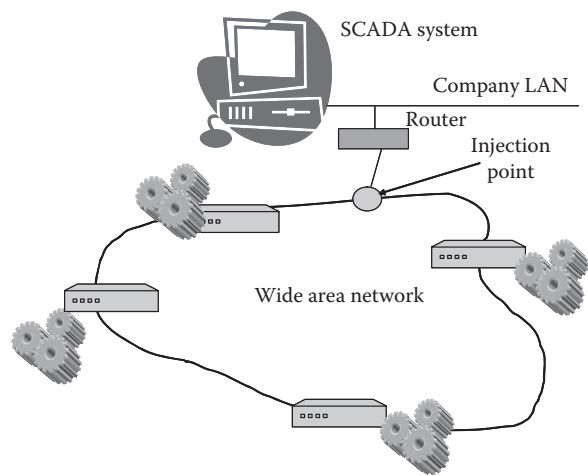 SCADA system
Company LAN
Router
Injection
point
Wide area network